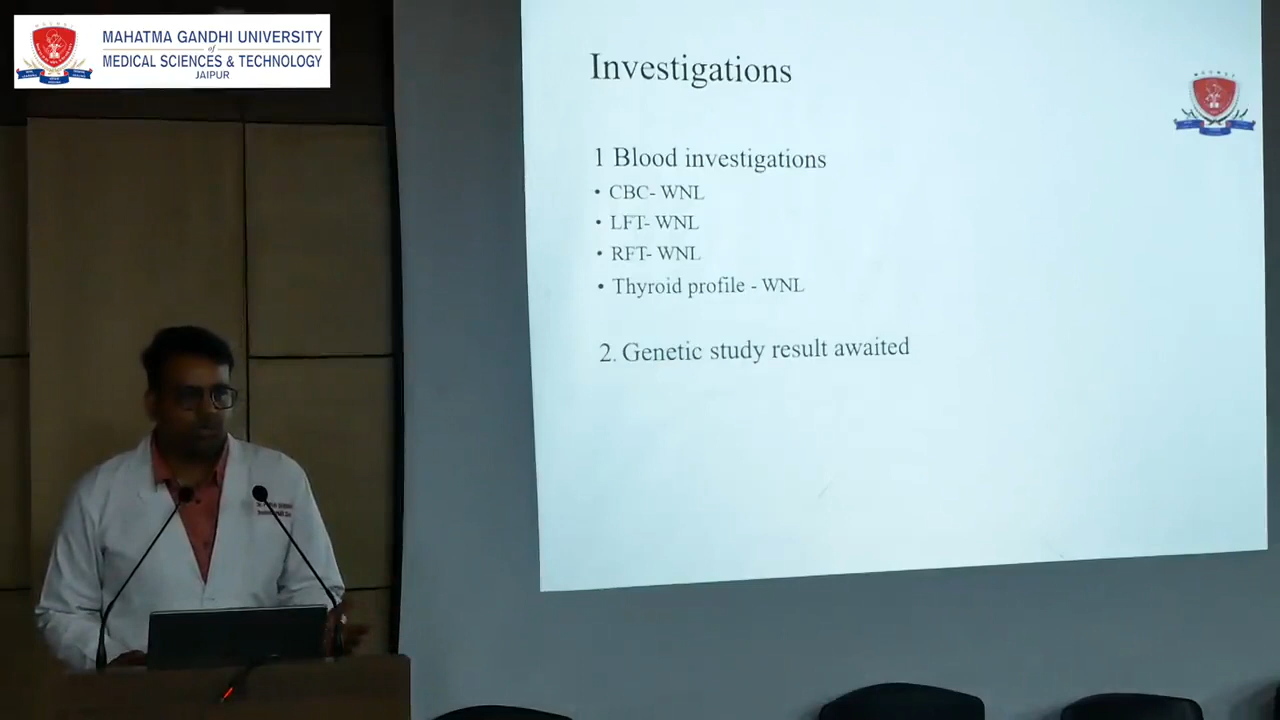 MAHATMA GANDHI UNIVERSITY
of
MEDICAL SCIENCES & TECHNOLOGY
JAIPUR
Investigations
1 Blood investigations
• CBC- WNL
• LFT- WNL
• RFT- WNL
• Thyroid profile - WNL
2. Genetic study result awaited